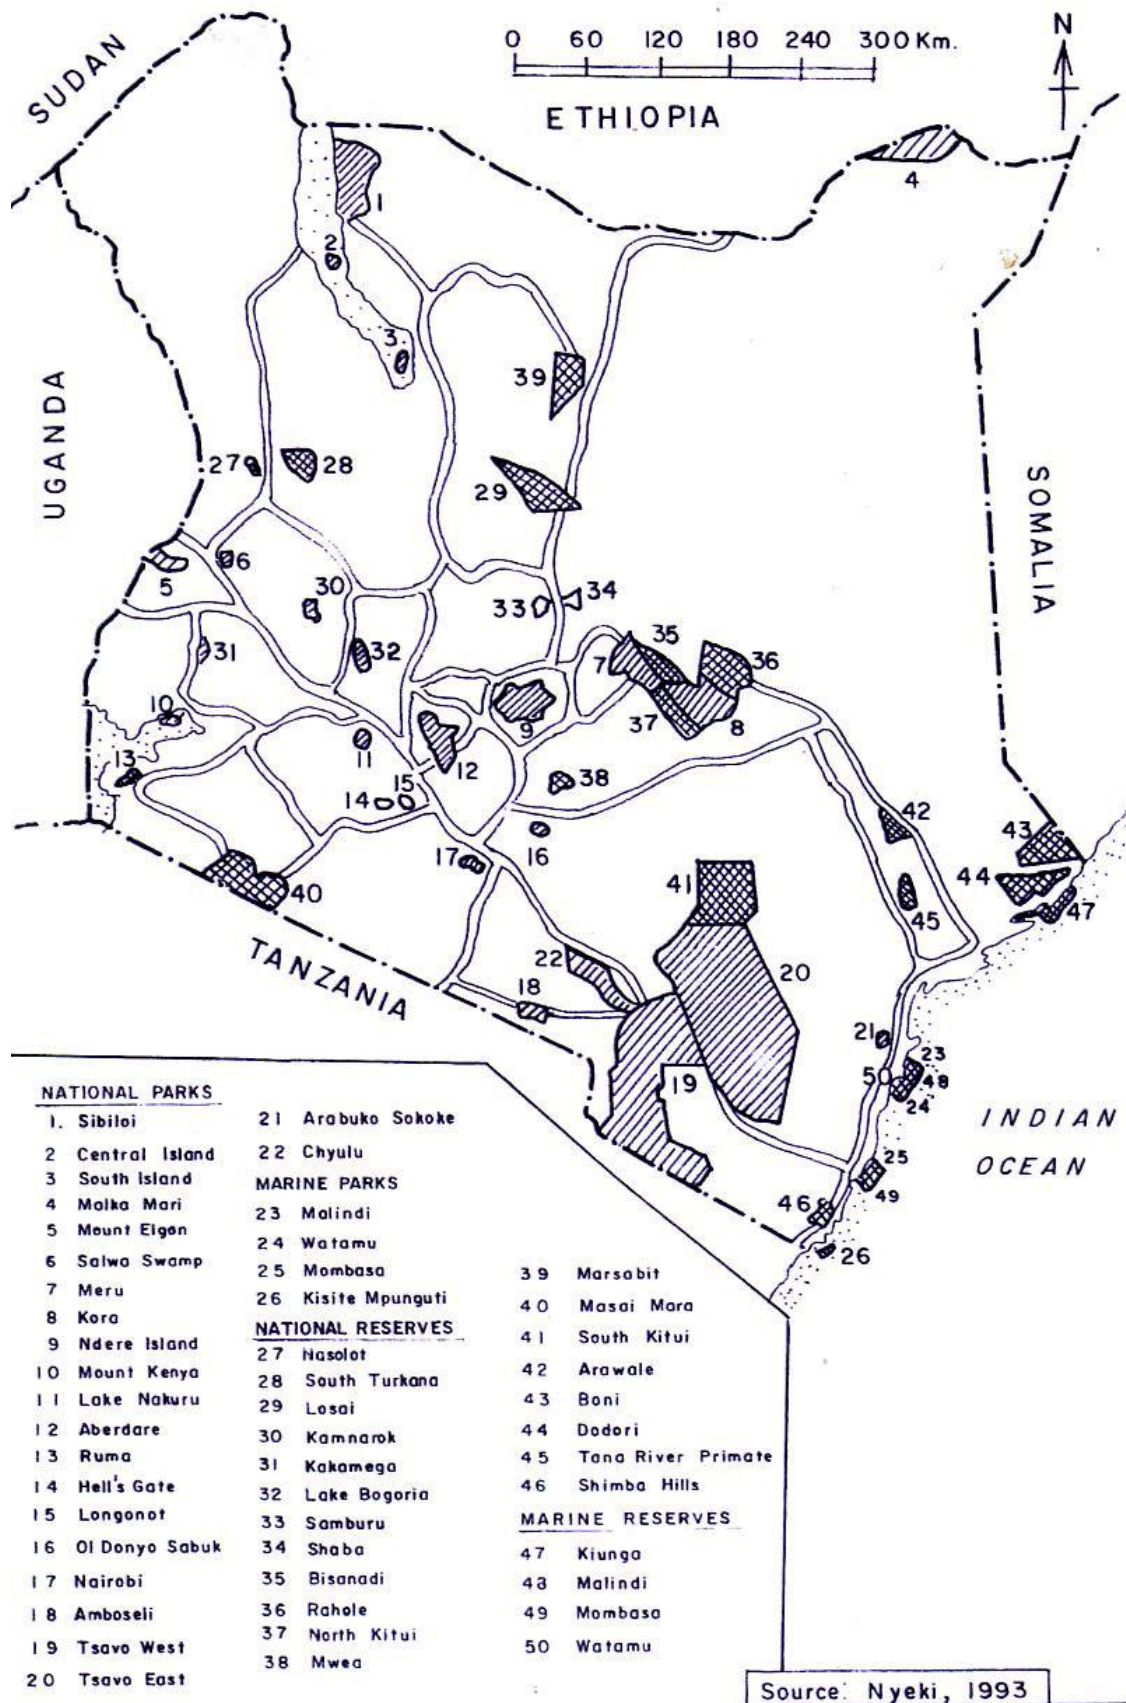 0 60 120 180 240 300 Km.
N
SUDAN
ETHIOPIA
4
1
2
3
39
UGANDA
27
28
29
SOMALIA
5
6
30
33
34
31
32
35
7
36
10
9
37
8
13
11
12
15
14
38
42
16
43
17
44
40
41
45
47
TANZANIA
22
20
18
21
23
50
48
24
19
INDIAN
OCEAN
25
49
46
26
NATIONAL PARKS
1. Sibiloi
2 Central Island
3 South Island
4 Malka Mari
5 Mount Elgon
6 Saiwa Swamp
7 Meru
8 Kora
9 Ndere Island
10 Mount Kenya
11 Lake Nakuru
12 Aberdare
13 Ruma
14 Hell's Gate
15 Longonot
16 Ol Donyo Sabuk
17 Nairobi
18 Amboseli
19 Tsavo West
20 Tsavo East
21 Arabuko Sokoke
22 Chyulu
MARINE PARKS
23 Malindi
24 Watamu
25 Mombasa
26 Kisite Mpunguti
NATIONAL RESERVES
27 Nasolot
28 South Turkana
29 Losai
30 Kamnarok
31 Kakamega
32 Lake Bogoria
33 Samburu
34 Shaba
35 Bisanadi
36 Rahole
37 North Kitui
38 Mwea
39 Marsabit
40 Masai Mara
41 South Kitui
42 Arawale
43 Boni
44 Dodori
45 Tana River Primate
46 Shimba Hills
MARINE RESERVES
47 Kiunga
48 Malindi
49 Mombasa
50 Watamu
Source: Nyeki, 1993